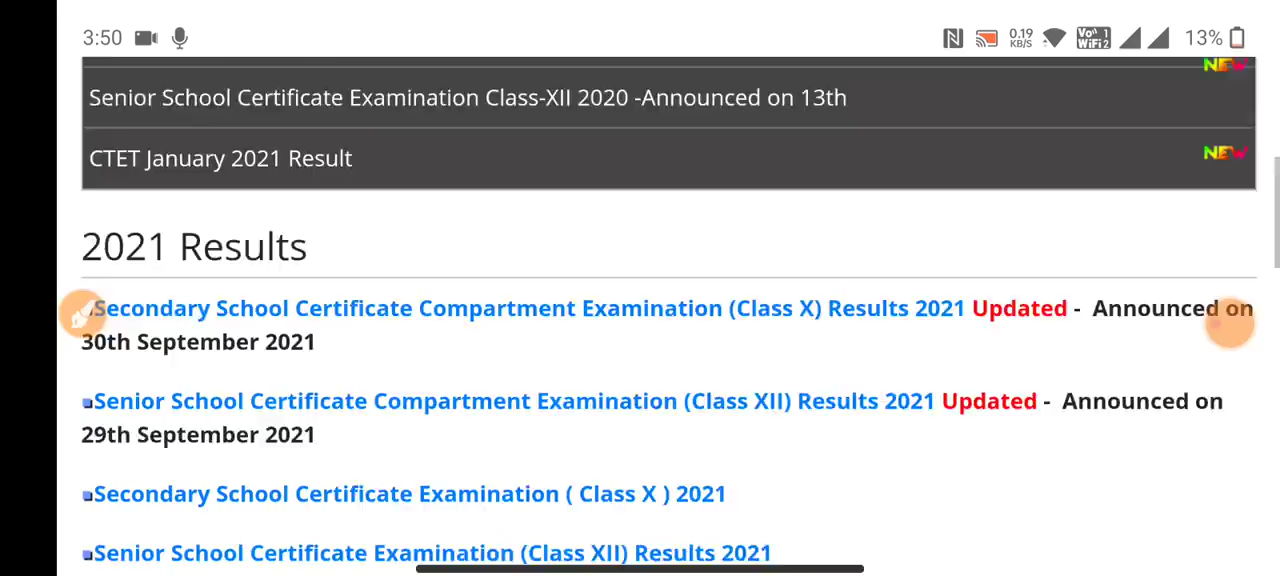 3:50
0.19 KB/S
Vo 1 WiFi2
13%
NEW
Senior School Certificate Examination Class-XII 2020 -Announced on 13th
CTET January 2021 Result NEW
2021 Results
Secondary School Certificate Compartment Examination (Class X) Results 2021 Updated - Announced on
30th September 2021
Senior School Certificate Compartment Examination (Class XII) Results 2021 Updated - Announced on
29th September 2021
Secondary School Certificate Examination ( Class X ) 2021
Senior School Certificate Examination (Class XII) Results 2021